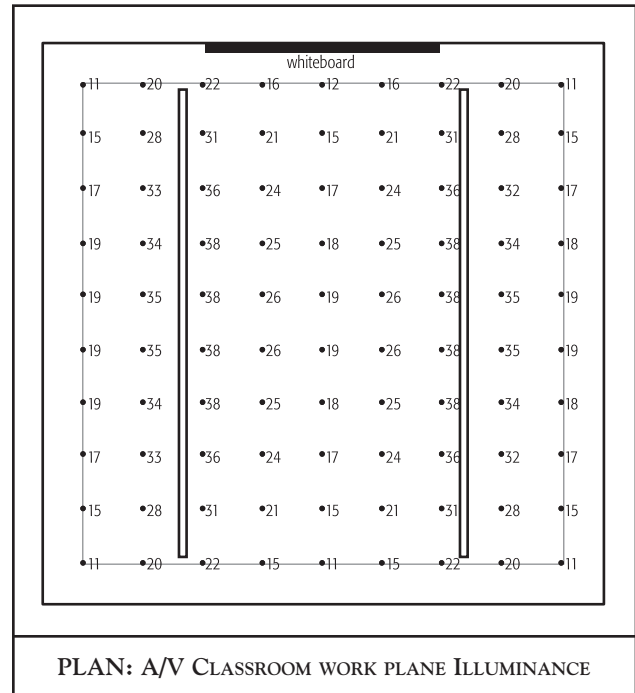 whiteboard
11 20 22 16 12 16 22 20 11
15 28 31 21 15 21 31 28 15
17 33 36 24 17 24 36 32 17
19 34 38 25 18 25 38 34 18
19 35 38 26 19 26 38 35 19
19 35 38 26 19 26 38 35 19
19 34 38 25 18 25 38 34 18
17 33 36 24 17 24 36 32 17
15 28 31 21 15 21 31 28 15
11 20 22 15 11 15 22 20 11
PLAN: A/V CLASSROOM WORK PLANE ILLUMINANCE